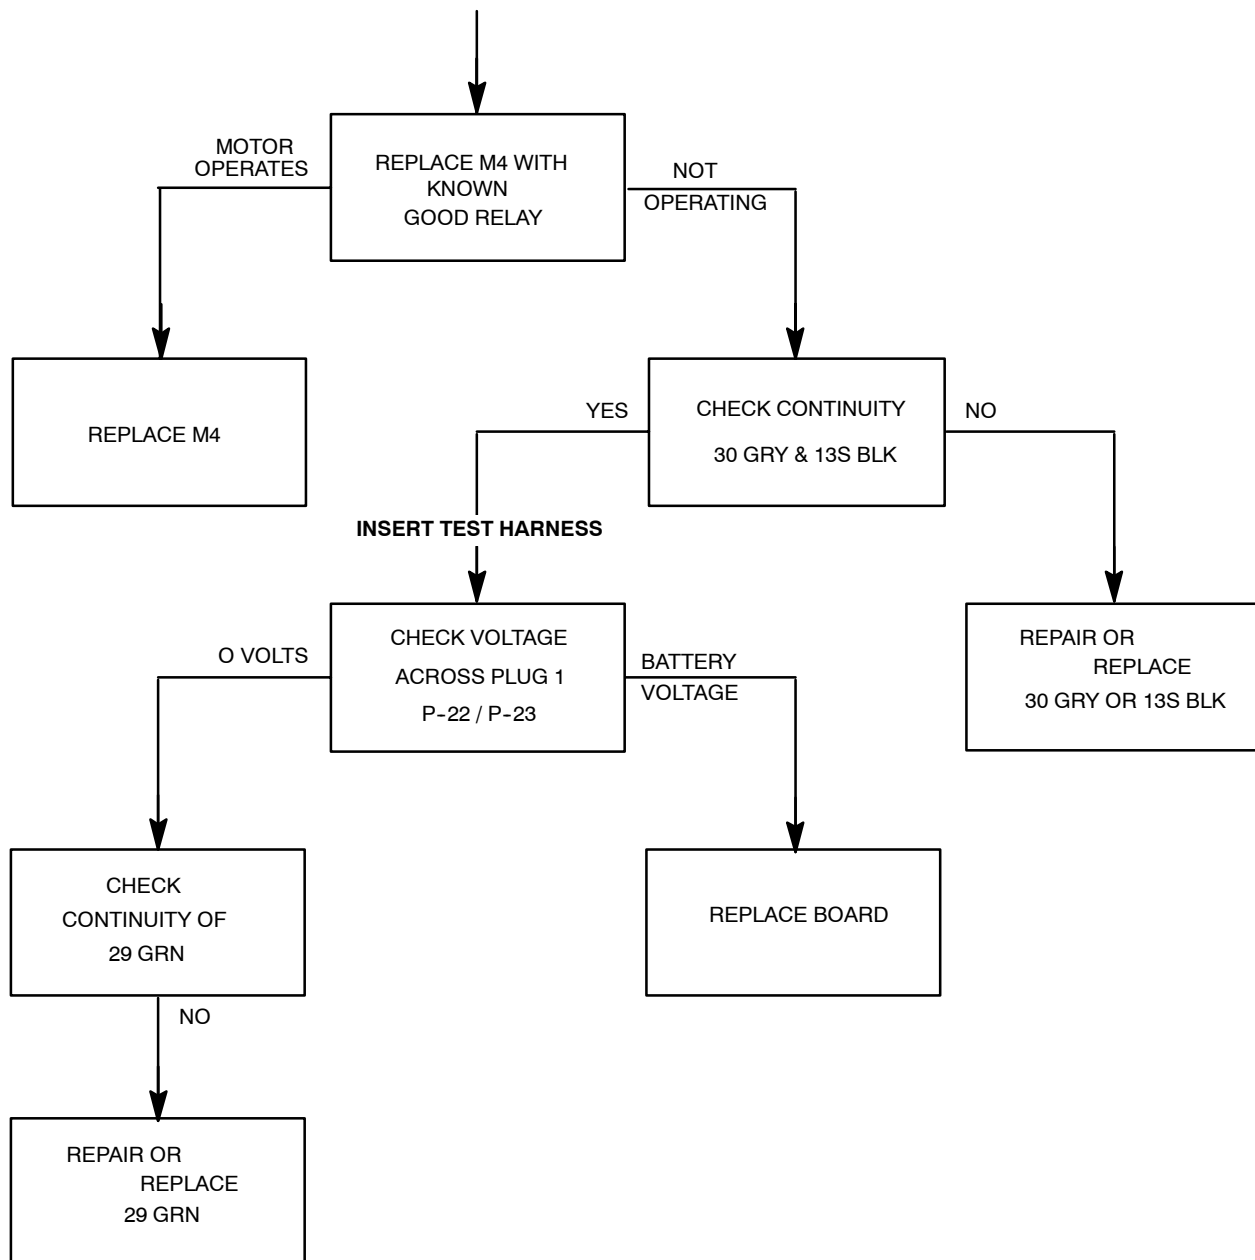 MOTOR
OPERATES
REPLACE M4 WITH
KNOWN
GOOD RELAY
NOT
OPERATING
REPLACE M4
YES
CHECK CONTINUITY
30 GRY & 13S BLK
NO
INSERT TEST HARNESS
O VOLTS
CHECK VOLTAGE
ACROSS PLUG 1
P-22 / P-23
BATTERY
VOLTAGE
REPAIR OR
REPLACE
30 GRY OR 13S BLK
CHECK
CONTINUITY OF
29 GRN
REPLACE BOARD
NO
REPAIR OR
REPLACE
29 GRN